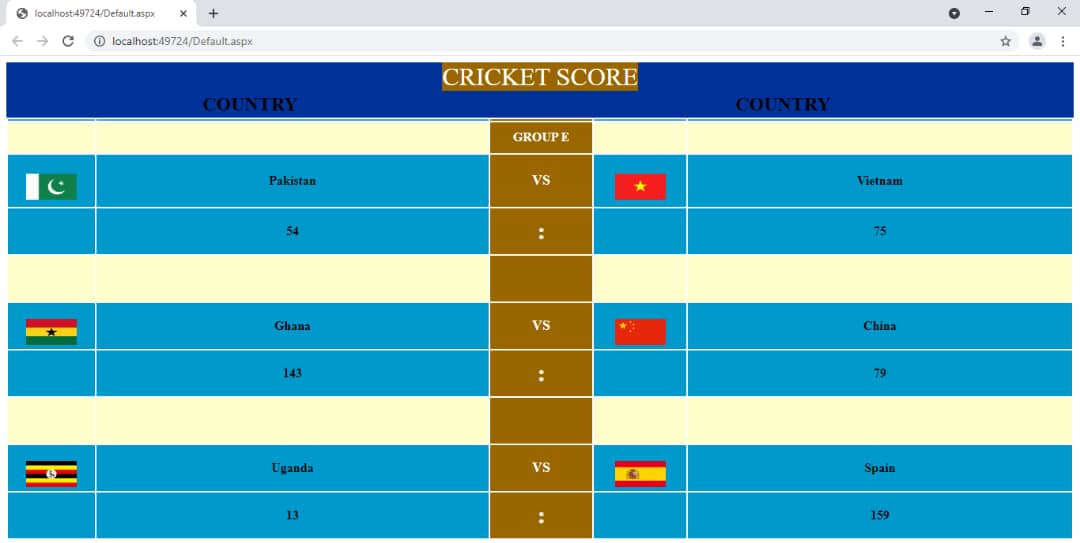 localhost:49724/Default.aspx
localhost:49724/Default.aspx
CRICKET SCORE
COUNTRY COUNTRY
GROUP E
Pakistan VS Vietnam
54 : 75
Ghana VS China
143 : 79
Uganda VS Spain
13 : 159